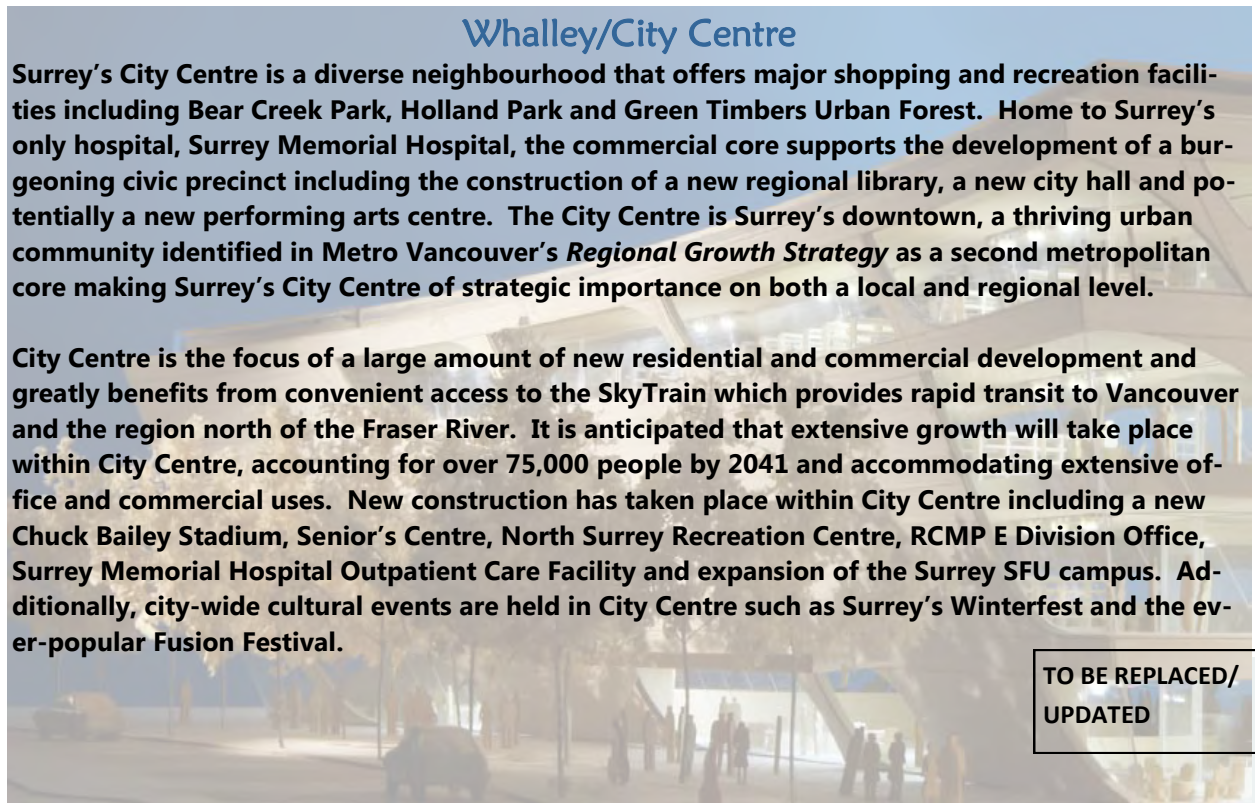 Whalley/City Centre
Surrey's City Centre is a diverse neighbourhood that offers major shopping and recreation facili-
ties including Bear Creek Park, Holland Park and Green Timbers Urban Forest.  Home to Surrey's
only hospital, Surrey Memorial Hospital, the commercial core supports the development of a bur-
geoning civic precinct including the construction of a new regional library, a new city hall and po-
tentially a new performing arts centre.  The City Centre is Surrey's downtown, a thriving urban
community identified in Metro Vancouver's Regional Growth Strategy as a second metropolitan
core making Surrey's City Centre of strategic importance on both a local and regional level.
City Centre is the focus of a large amount of new residential and commercial development and
greatly benefits from convenient access to the SkyTrain which provides rapid transit to Vancouver
and the region north of the Fraser River.  It is anticipated that extensive growth will take place
within City Centre, accounting for over 75,000 people by 2041 and accommodating extensive of-
fice and commercial uses.  New construction has taken place within City Centre including a new
Chuck Bailey Stadium, Senior's Centre, North Surrey Recreation Centre, RCMP E Division Office,
Surrey Memorial Hospital Outpatient Care Facility and expansion of the Surrey SFU campus.  Ad-
ditionally, city-wide cultural events are held in City Centre such as Surrey's Winterfest and the ev-
er-popular Fusion Festival.
TO BE REPLACED/
UPDATED